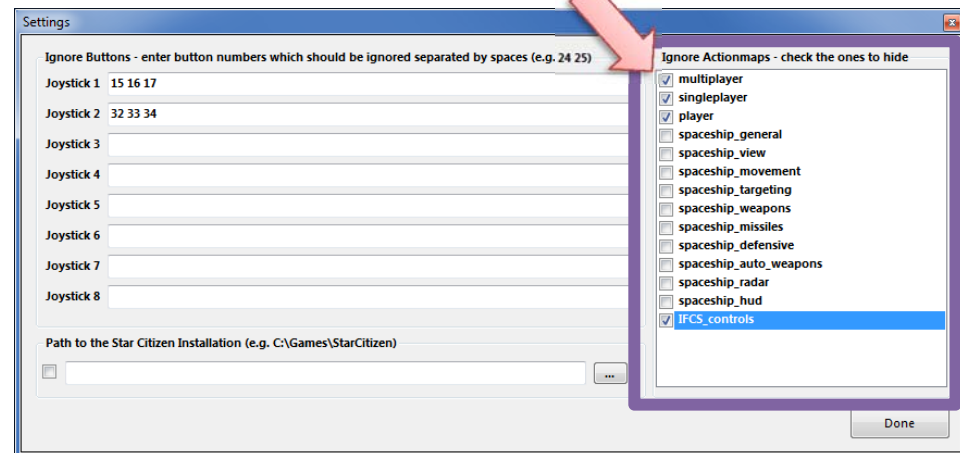 Settings
Ignore Buttons - enter button numbers which should be ignored separated by spaces (e.g. 24 25)
Joystick 1 15 16 17
Joystick 2 32 33 34
Joystick 3
Joystick 4
Joystick 5
Joystick 6
Joystick 7
Joystick 8
Path to the Star Citizen Installation (e.g. C:\Games\StarCitizen)
...
Ignore Actionmaps - check the ones to hide
multiplayer
singleplayer
player
spaceship_general
spaceship_view
spaceship_movement
spaceship_targeting
spaceship_weapons
spaceship_missiles
spaceship_defensive
spaceship_auto_weapons
spaceship_radar
spaceship_hud
IFCS_controls
Done